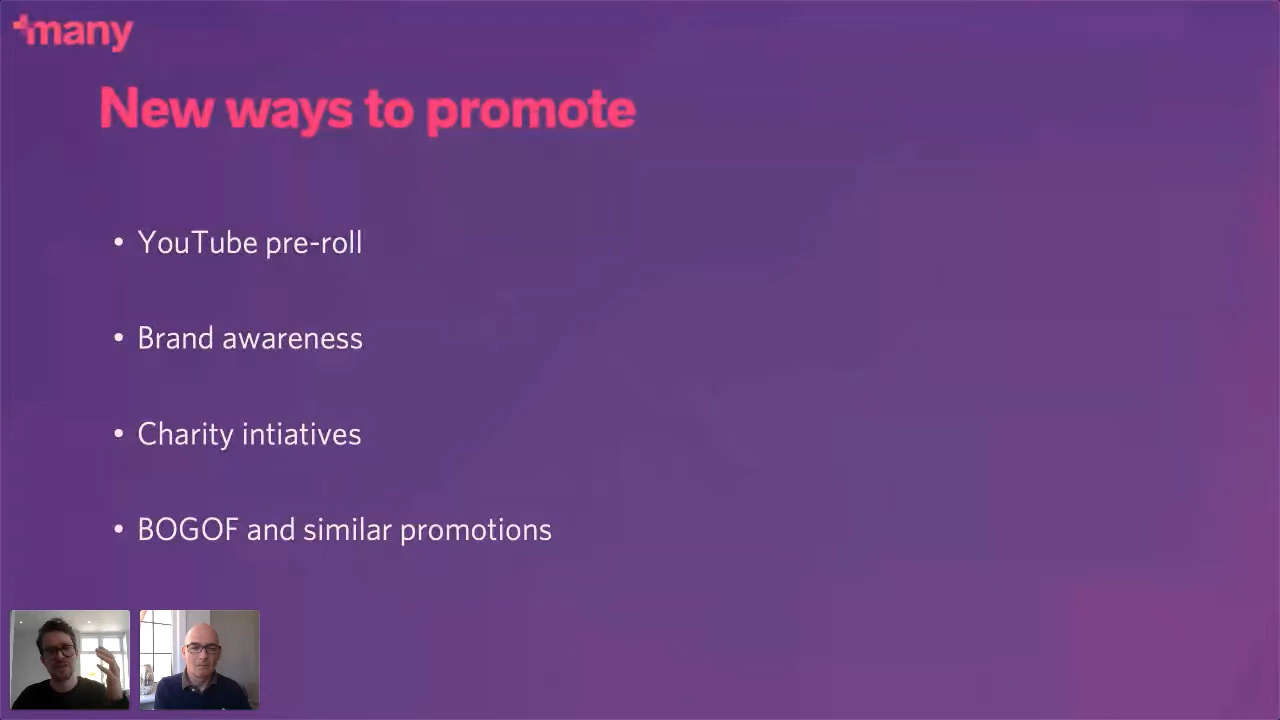 +many
New ways to promote
• YouTube pre-roll
• Brand awareness
• Charity intiatives
• BOGOF and similar promotions